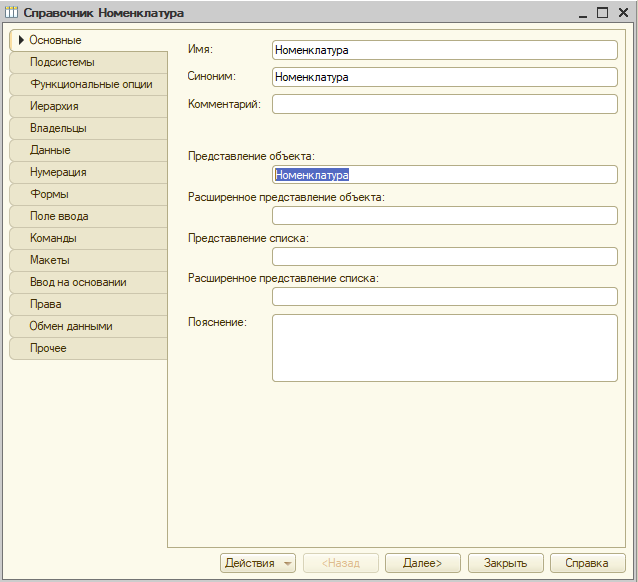 Справочник Номенклатура
Основные
Подсистемы
Функциональные опции
Иерархия
Владельцы
Данные
Нумерация
Формы
Поле ввода
Команды
Макеты
Ввод на основании
Права
Обмен данными
Прочее
Имя: Номенклатура
Синоним: Номенклатура
Комментарий:
Представление объекта:
Номенклатура
Расширенное представление объекта:
Представление списка:
Расширенное представление списка:
Пояснение:
Действия <Назад Далее> Закрыть Справка